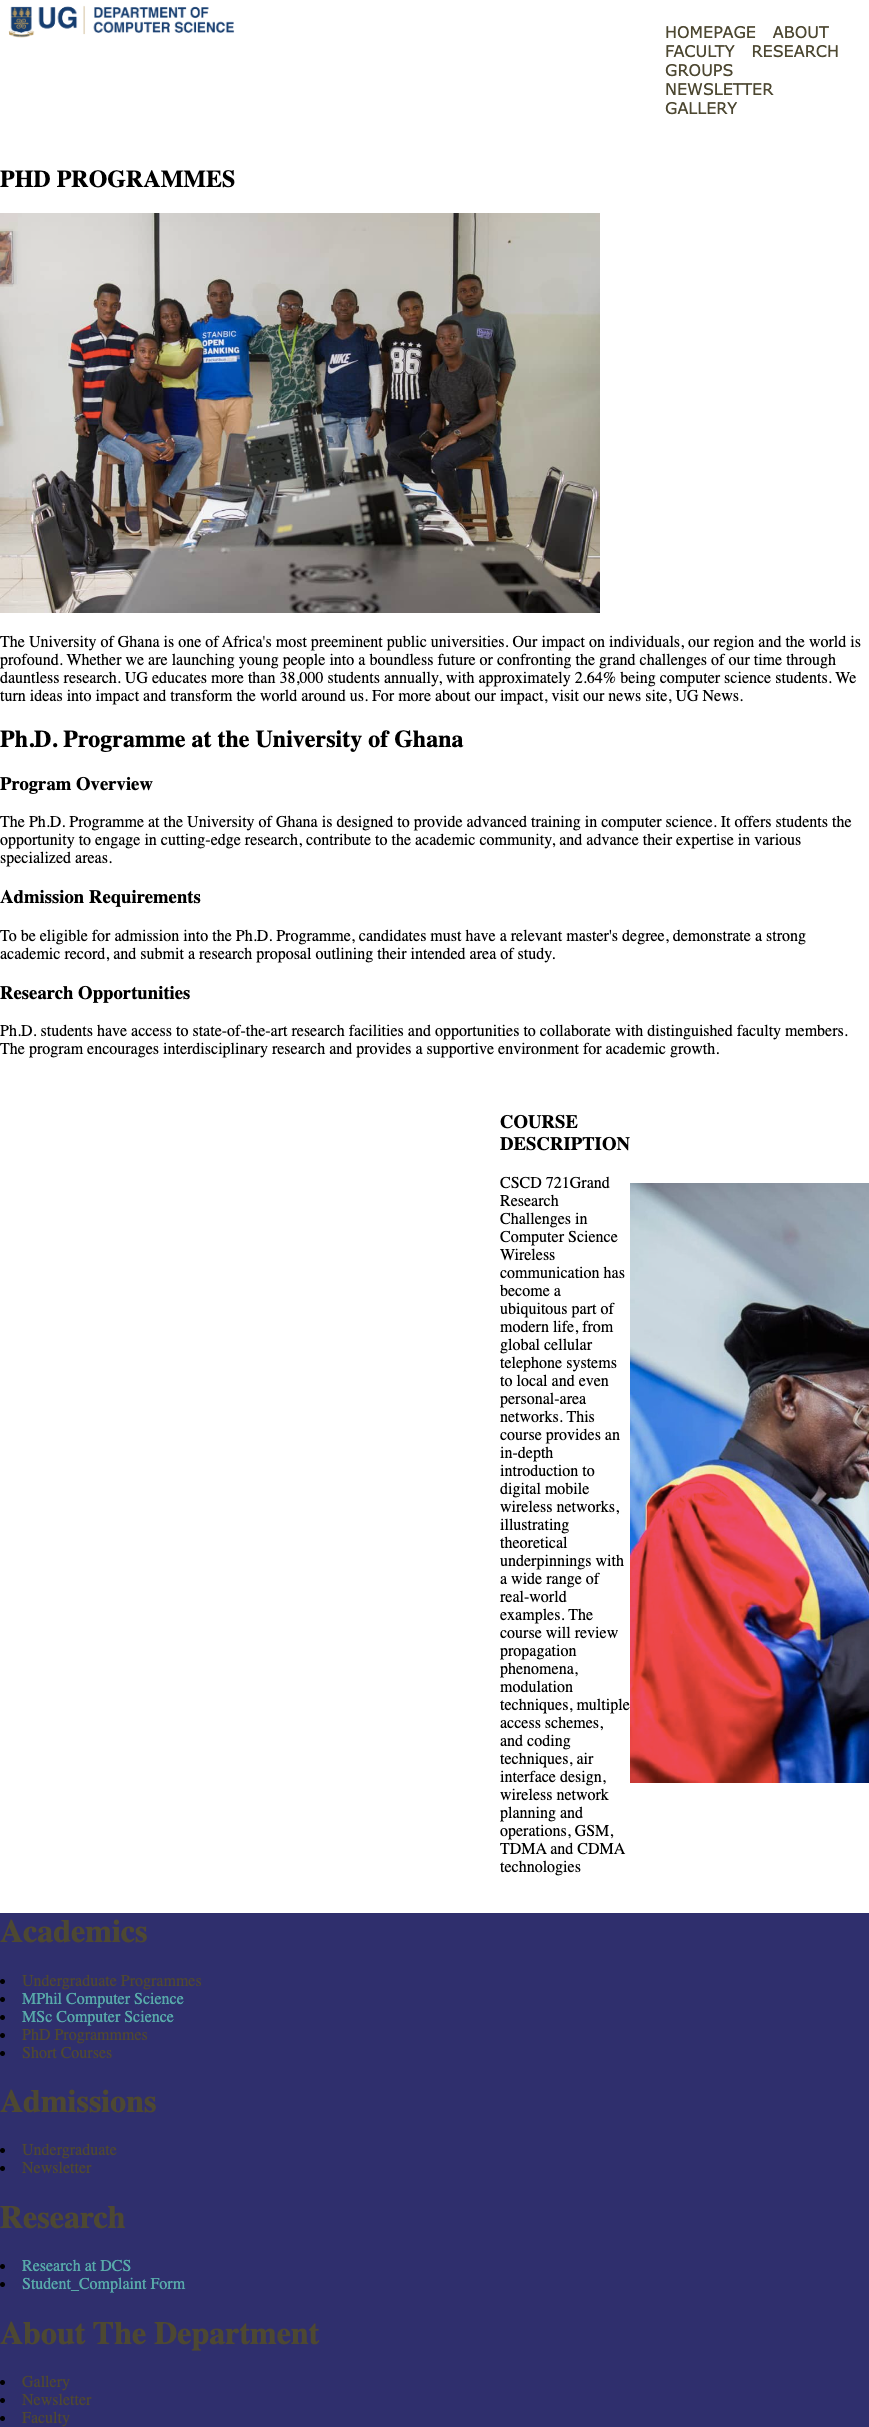 UG DEPARTMENT OF
COMPUTER SCIENCE
HOMEPAGE ABOUT
FACULTY RESEARCH
GROUPS
NEWSLETTER
GALLERY
PHD PROGRAMMES
STANBIC
OPEN
BANKING
NIKE
86
The University of Ghana is one of Africa's most preeminent public universities. Our impact on individuals, our region and the world is
profound. Whether we are launching young people into a boundless future or confronting the grand challenges of our time through
dauntless research. UG educates more than 38,000 students annually, with approximately 2.64% being computer science students. We
turn ideas into impact and transform the world around us. For more about our impact, visit our news site, UG News.
Ph.D. Programme at the University of Ghana
Program Overview
The Ph.D. Programme at the University of Ghana is designed to provide advanced training in computer science. It offers students the
opportunity to engage in cutting-edge research, contribute to the academic community, and advance their expertise in various
specialized areas.
Admission Requirements
To be eligible for admission into the Ph.D. Programme, candidates must have a relevant master's degree, demonstrate a strong
academic record, and submit a research proposal outlining their intended area of study.
Research Opportunities
Ph.D. students have access to state-of-the-art research facilities and opportunities to collaborate with distinguished faculty members.
The program encourages interdisciplinary research and provides a supportive environment for academic growth.
COURSE
DESCRIPTION
CSCD 721Grand
Research
Challenges in
Computer Science
Wireless
communication has
become a
ubiquitous part of
modern life, from
global cellular
telephone systems
to local and even
personal-area
networks. This
course provides an
in-depth
introduction to
digital mobile
wireless networks,
illustrating
theoretical
underpinnings with
a wide range of
real-world
examples. The
course will review
propagation
phenomena,
modulation
techniques, multiple
access schemes,
and coding
techniques, air
interface design,
wireless network
planning and
operations, GSM,
TDMA and CDMA
technologies
Academics
Undergraduate Programmes
MPhil Computer Science
MSc Computer Science
PhD Programmmes
Short Courses
Admissions
Undergraduate
Newsletter
Research
Research at DCS
Student_Complaint Form
About The Department
Gallery
Newsletter
Faculty